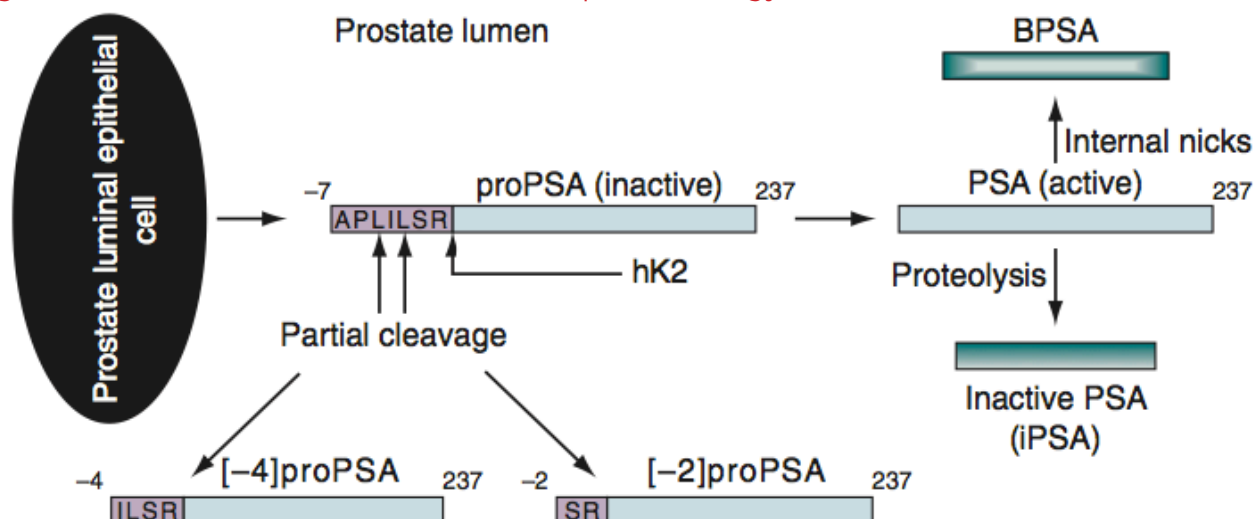 Prostate lumen
BPSA
Prostate luminal epithelial
cell
Internal nicks
–7
proPSA (inactive)
237
PSA (active)
237
APLILSR
hK2
Proteolysis
Partial cleavage
Inactive PSA
(iPSA)
–4
[–4]proPSA
237
–2
[–2]proPSA
237
ILSR
SR